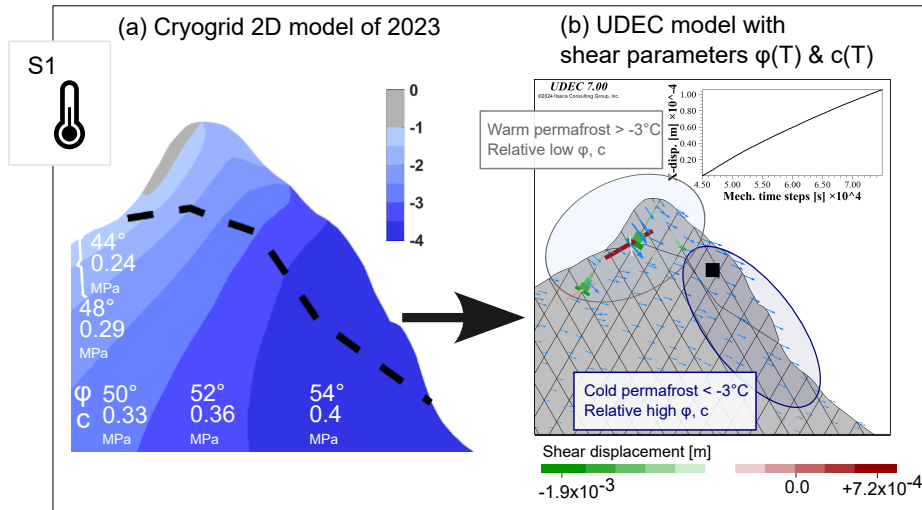 (a) Cryogrid 2D model of 2023
(b) UDEC model with
shear parameters φ(T) & c(T)
S1
0
-1
-2
-3
-4
44°
0.24
MPa
48°
0.29
MPa
φ 50° 52° 54°
c 0.33 0.36 0.4
MPa MPa MPa
UDEC 7.00
©2024 Itasca Consulting Group, Inc.
Warm permafrost > -3°C
Relative low φ, c
X-disp. [m] ×10^-4
1.00
0.80
0.60
0.40
0.20
4.50 5.00 6.00 7.00
Mech. time steps [s] ×10^4
Cold permafrost < -3°C
Relative high φ, c
Shear displacement [m]
-1.9x10-3 0.0 +7.2x10-4